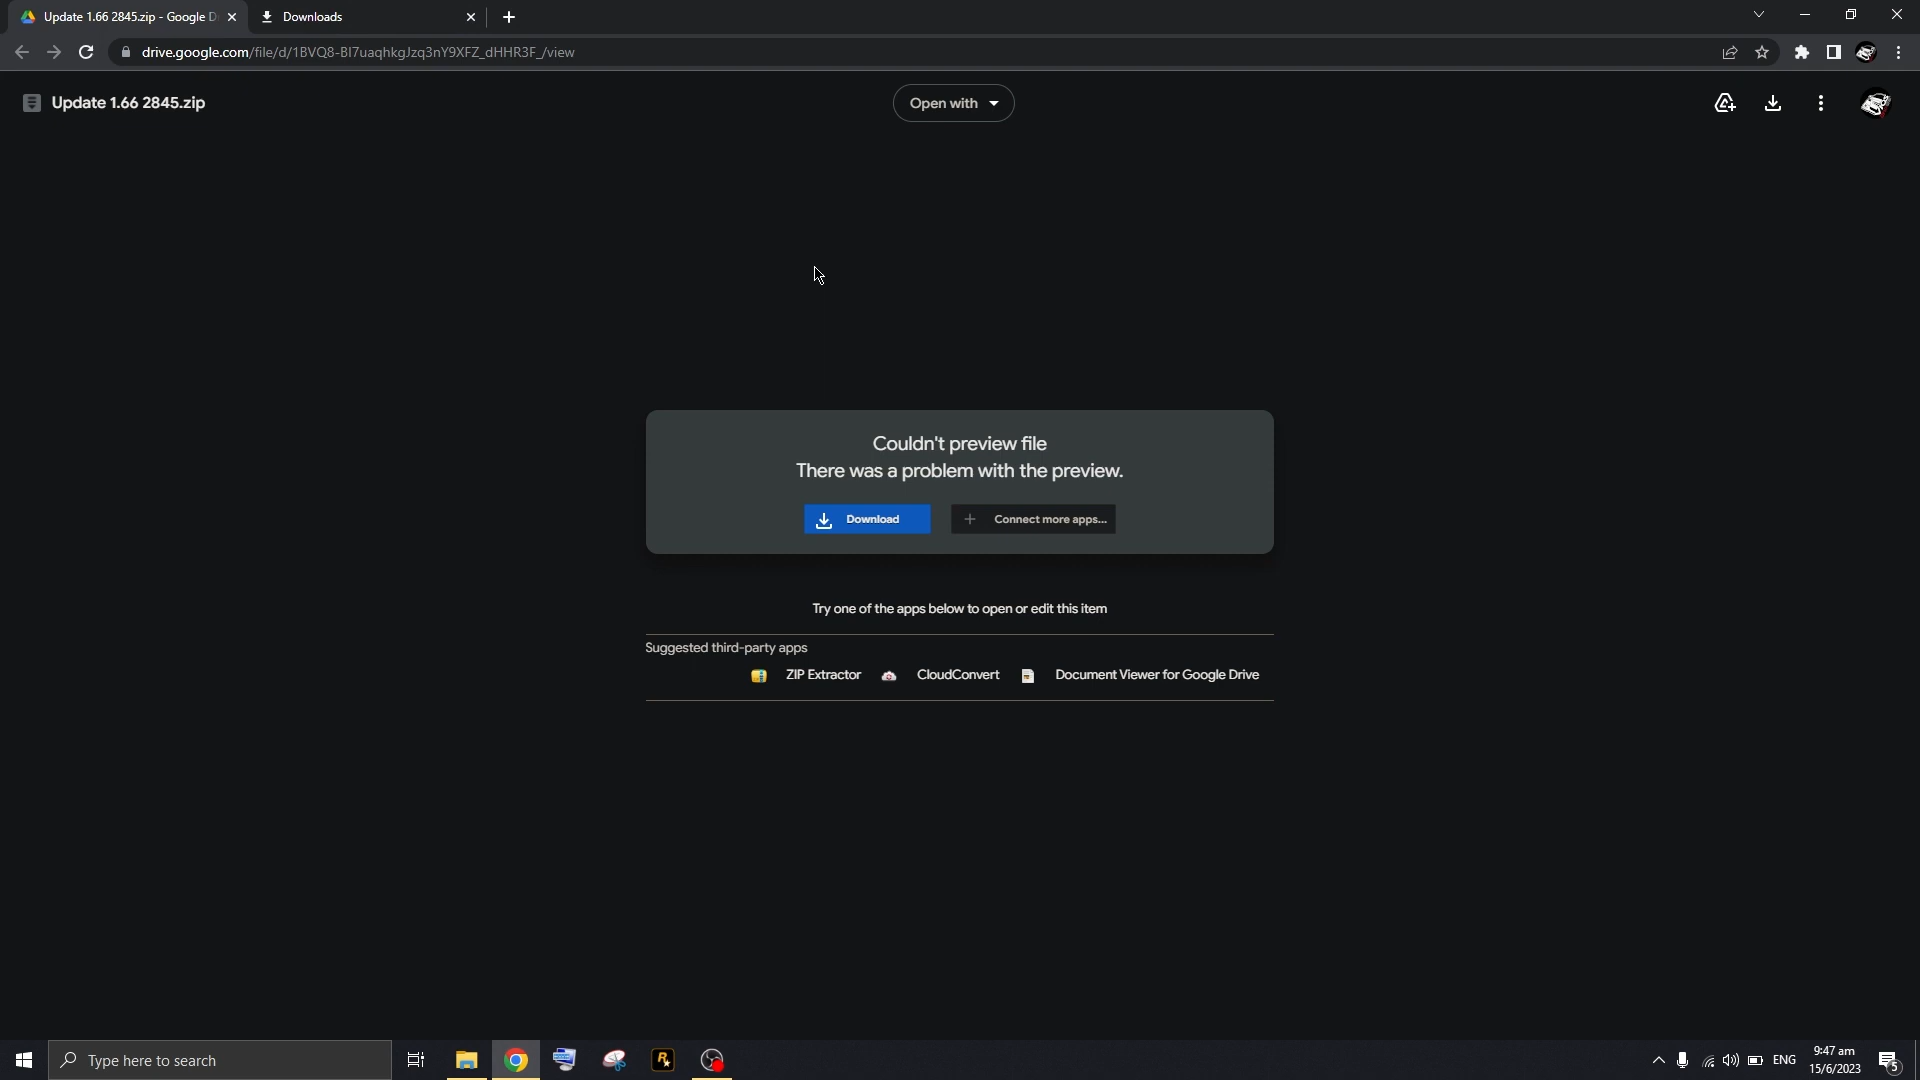 Update 1.66 2845.zip - Google D
Downloads
drive.google.com/file/d/1BVQ8-BI7uaqhkgJzq3nY9XFZ_dHHR3F_/view
Update 1.66 2845.zip
Open with
Couldn't preview file
There was a problem with the preview.
Download
Connect more apps...
Try one of the apps below to open or edit this item
Suggested third-party apps
ZIP Extractor
CloudConvert
Document Viewer for Google Drive
Type here to search
ENG
9:47 am
15/6/2023
5